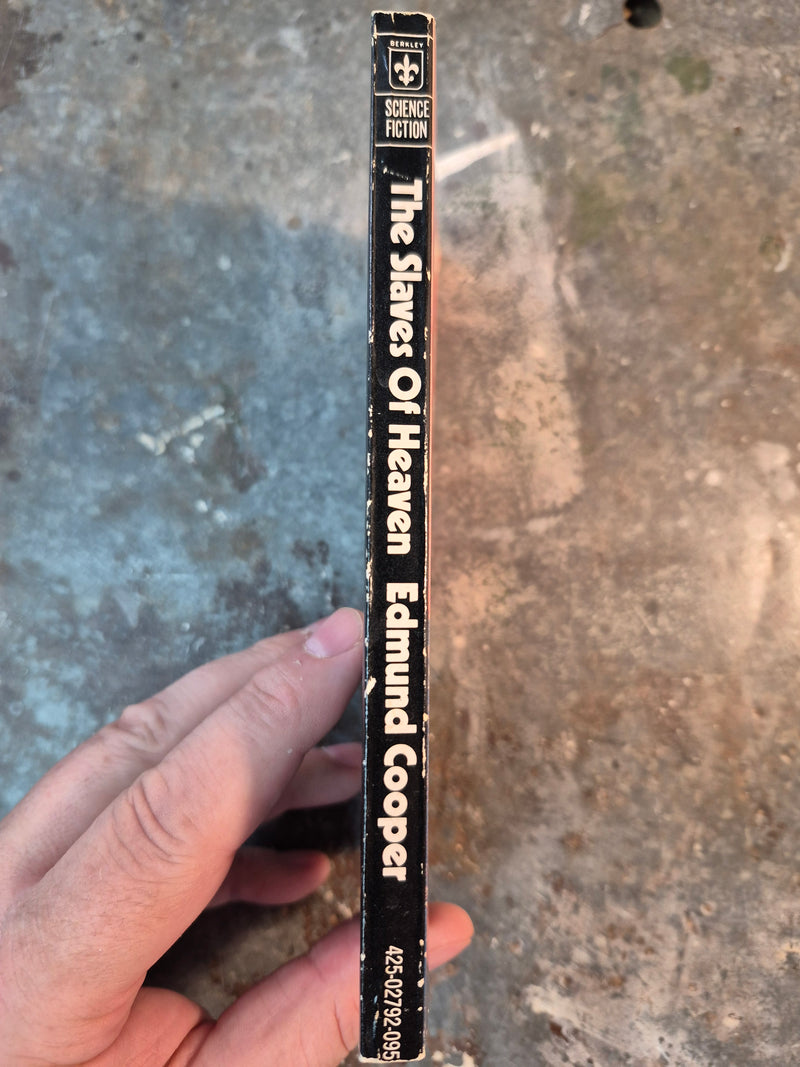 BERKLEY
SCIENCE
FICTION
The Slaves Of Heaven Edmund Cooper
425-02792-095